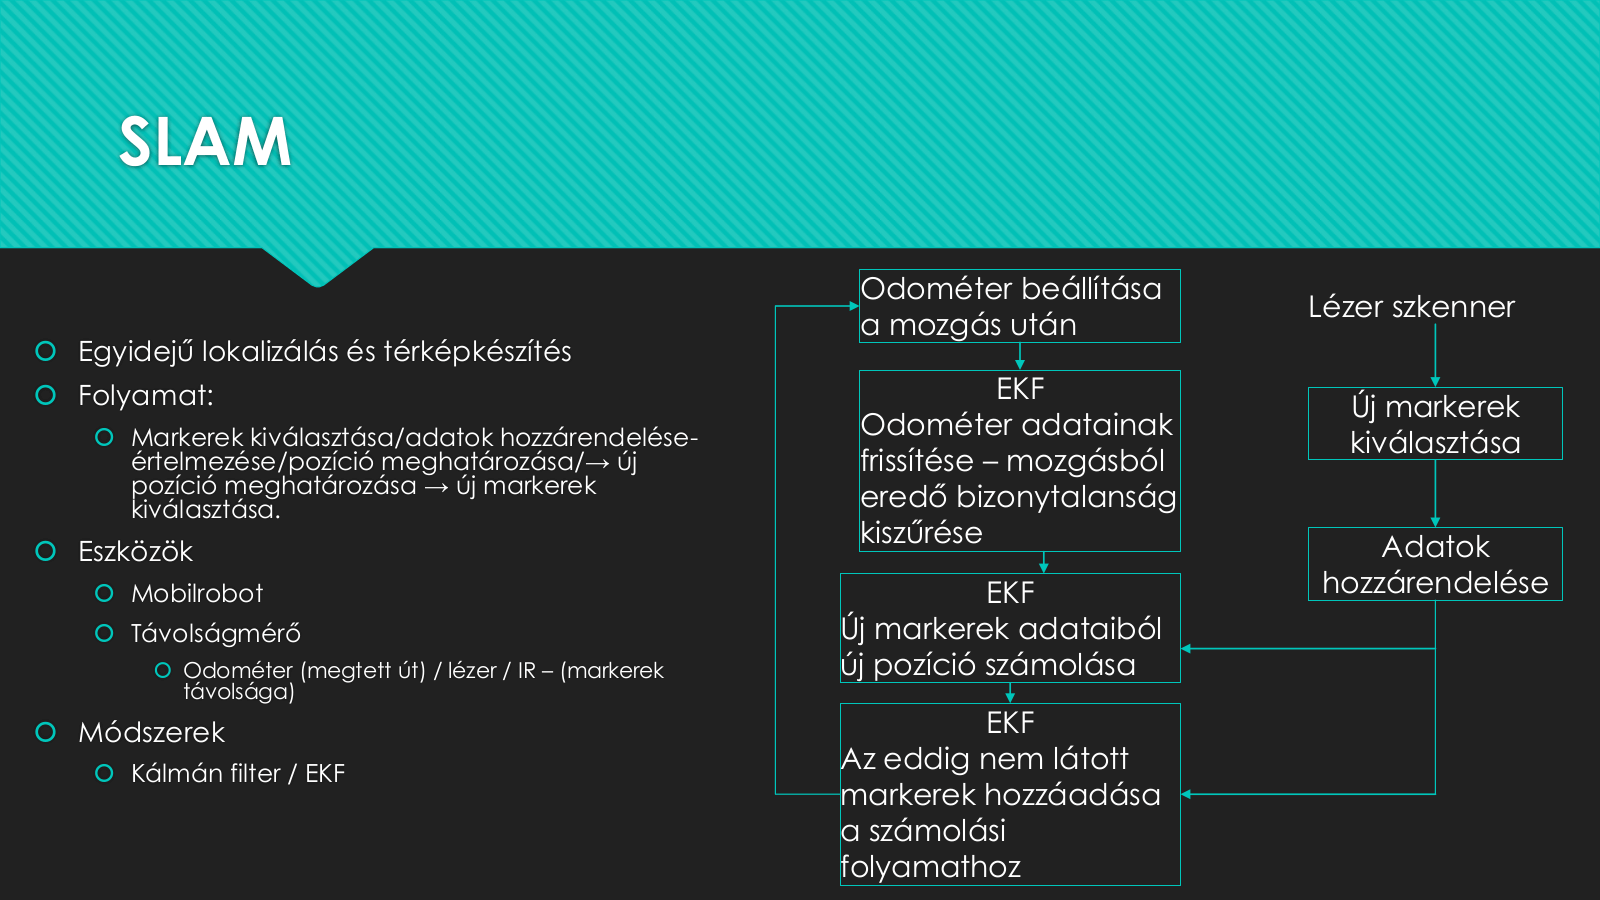 SLAM
Egyidejű lokalizálás és térképkészítés
Folyamat:
Markerek kiválasztása/adatok hozzárendelése-
értelmezése/pozíció meghatározása/→ új
pozíció meghatározása → új markerek
kiválasztása.
Eszközök
Mobilrobot
Távolságmérő
Odométer (megtett út) / lézer / IR – (markerek
távolsága)
Módszerek
Kálmán filter / EKF
Odométer beállítása
a mozgás után
EKF
Odométer adatainak
frissítése – mozgásból
eredő bizonytalanság
kiszűrése
EKF
Új markerek adataiból
új pozíció számolása
EKF
Az eddig nem látott
markerek hozzáadása
a számolási
folyamathoz
Lézer szkenner
Új markerek
kiválasztása
Adatok
hozzárendelése